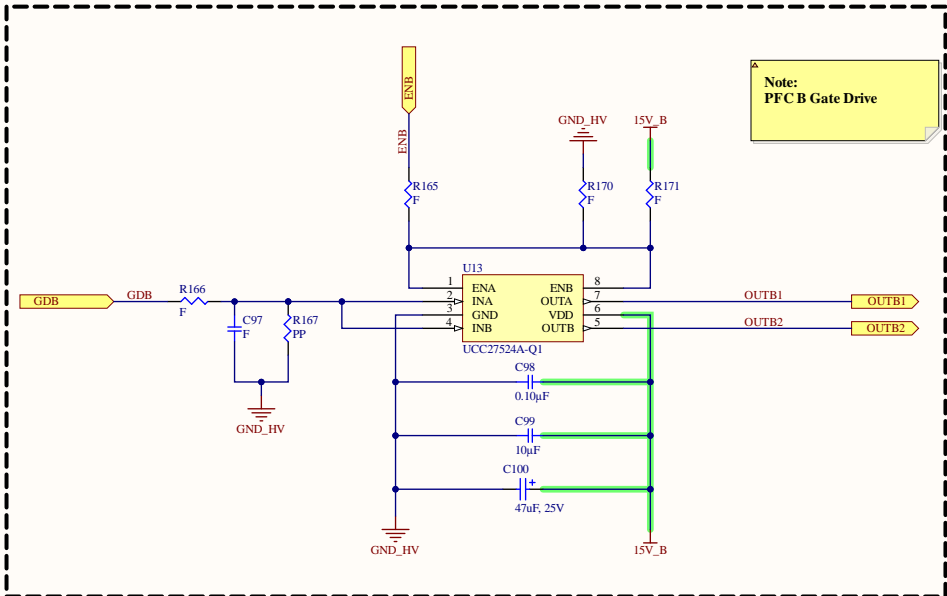 Note:
PFC B Gate Drive
ENB
ENB
GND_HV
15V_B
R165
F
R170
F
R171
F
U13
1
ENA
ENB
8
GDB
GDB
R166
F
2
INA
OUTA
7
OUTB1
OUTB1
3
GND
VDD
6
C97
F
R167
PP
4
INB
OUTB
5
OUTB2
OUTB2
UCC27524A-Q1
C98
0.10µF
GND_HV
C99
10µF
C100
+
47uF, 25V
GND_HV
15V_B